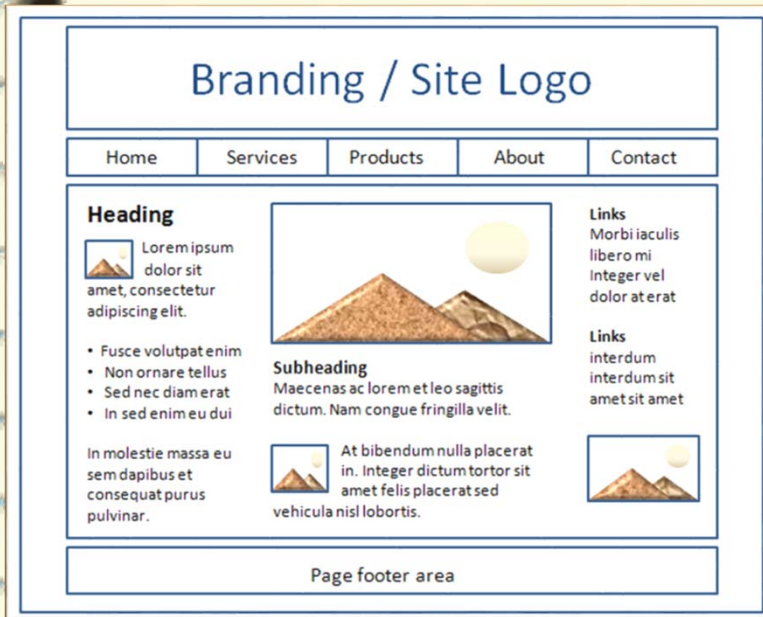 Branding / Site Logo
Home Services Products About Contact
Heading
Lorem ipsum
dolor sit
amet, consectetur
adipiscing elit.
• Fusce volutpat enim
• Non ornare tellus
• Sed nec diam erat
• In sed enim eu dui
In molestie massa eu
sem dapibus et
consequat purus
pulvinar.
Subheading
Maecenas ac lorem et leo sagittis
dictum. Nam congue fringilla velit.
At bibendum nulla placerat
in. Integer dictum tortor sit
amet felis placerat sed
vehicula nisl lobortis.
Links
Morbi iaculis
libero mi
Integer vel
dolor at erat
Links
interdum
interdum sit
amet sit amet
Page footer area